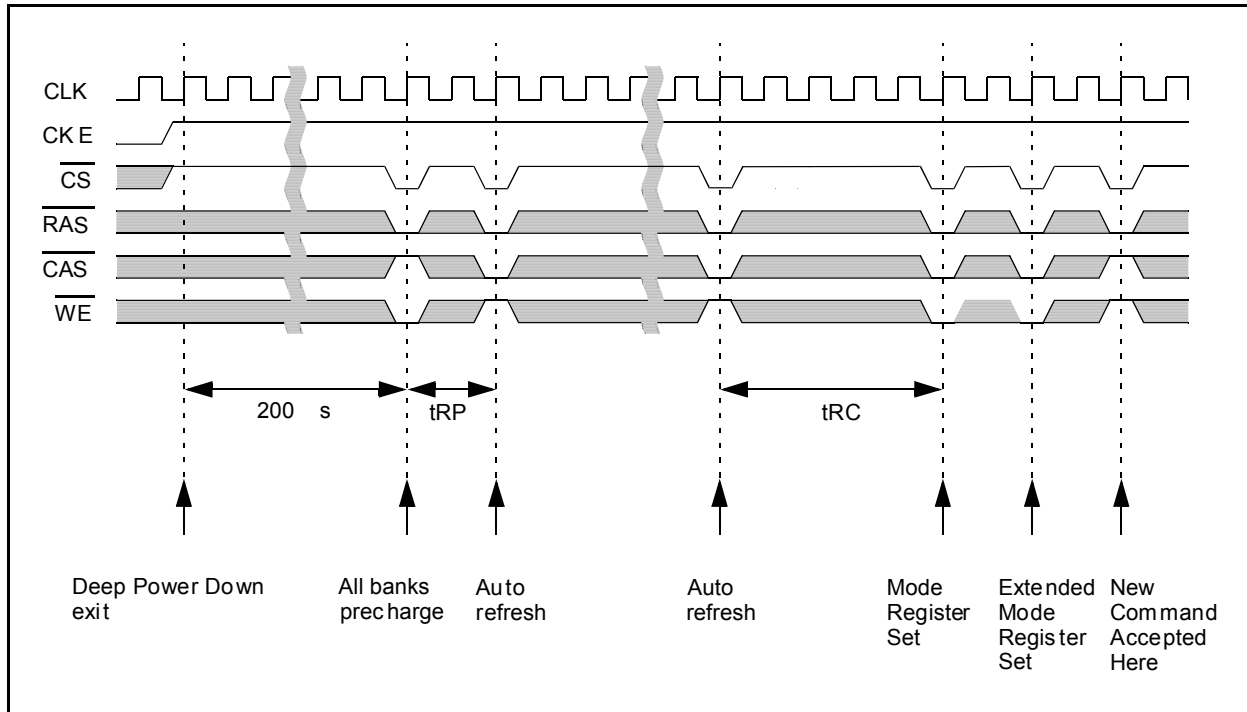 CLK
CKE
CS
RAS
CAS
WE
200 s
tRP
tRC
Deep Power Down
exit
All banks
precharge
Auto
refresh
Auto
refresh
Mode
Register
Set
Extended
Mode
Register
Set
New
Command
Accepted
Here